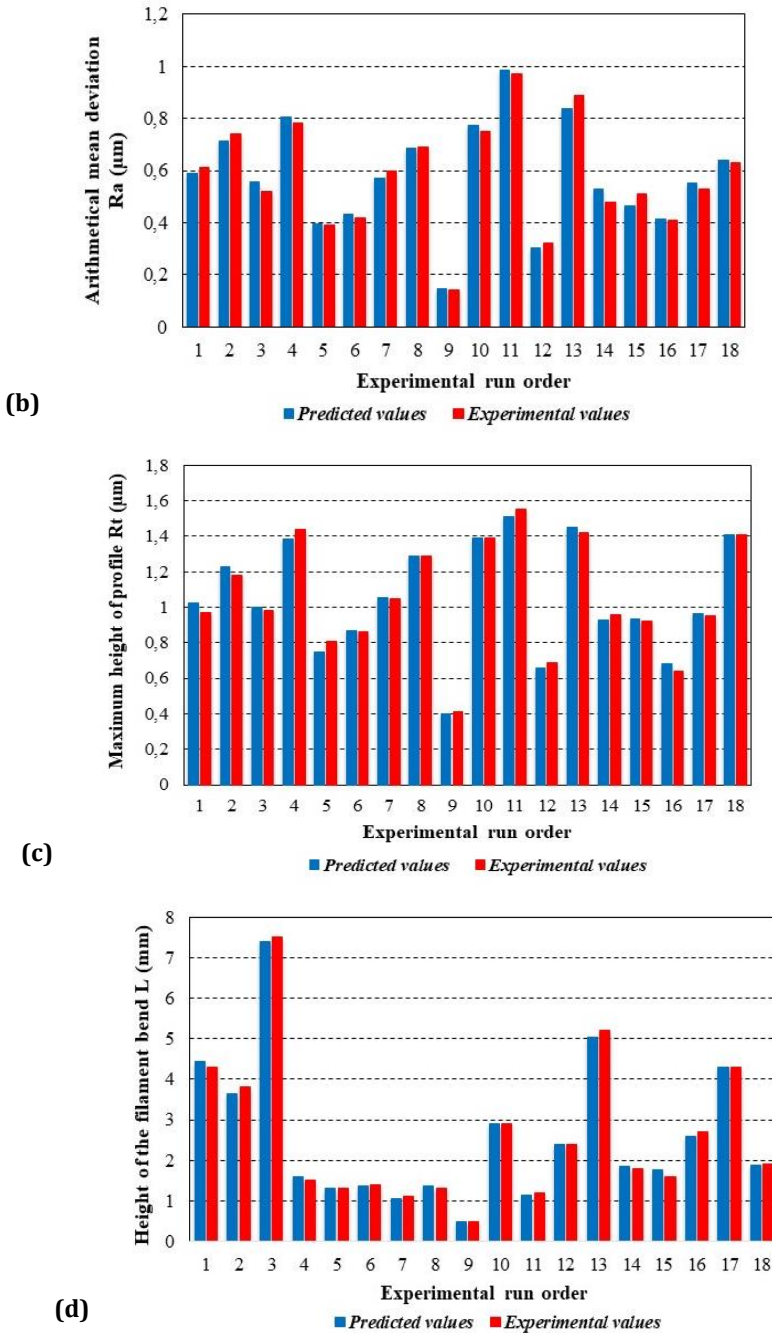 Arithmetical mean deviation
Ra (µm)
1,2
1
0,8
0,6
0,4
0,2
0
1 2 3 4 5 6 7 8 9 10 11 12 13 14 15 16 17 18
Experimental run order
(b)
Predicted values Experimental values
Maximum height of profile Rt (µm)
1,8
1,6
1,4
1,2
1
0,8
0,6
0,4
0,2
0
1 2 3 4 5 6 7 8 9 10 11 12 13 14 15 16 17 18
Experimental run order
(c)
Predicted values Experimental values
Height of the filament bend L (mm)
8
7
6
5
4
3
2
1
0
1 2 3 4 5 6 7 8 9 10 11 12 13 14 15 16 17 18
Experimental run order
(d)
Predicted values Experimental values